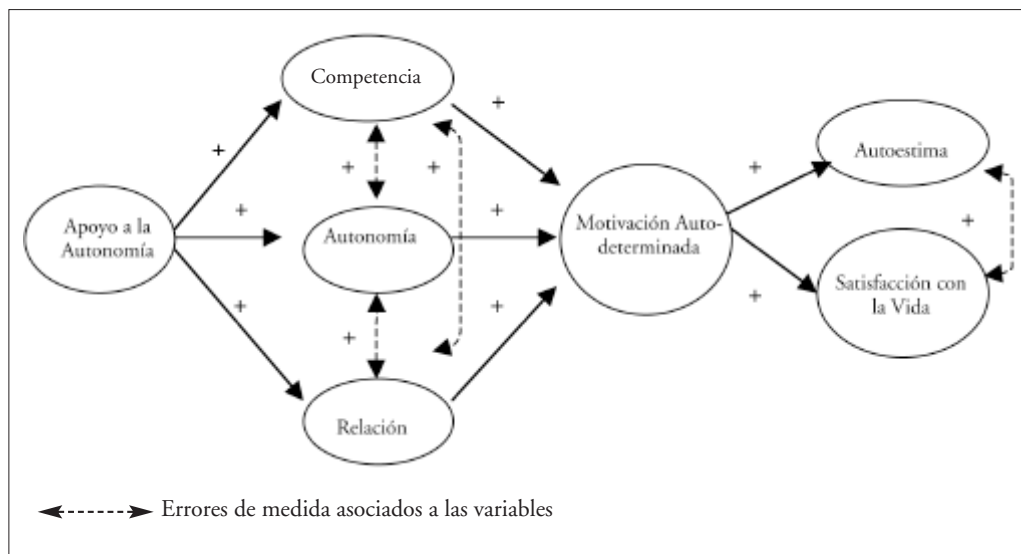 Competencia
+
+
+
+
Autoestima
+
Apoyo a la
Autonomía
+
Autonomía
+
Motivación Auto-
determinada
+
Satisfacción con
la Vida
+
+
+
+
Relación
Errores de medida asociados a las variables